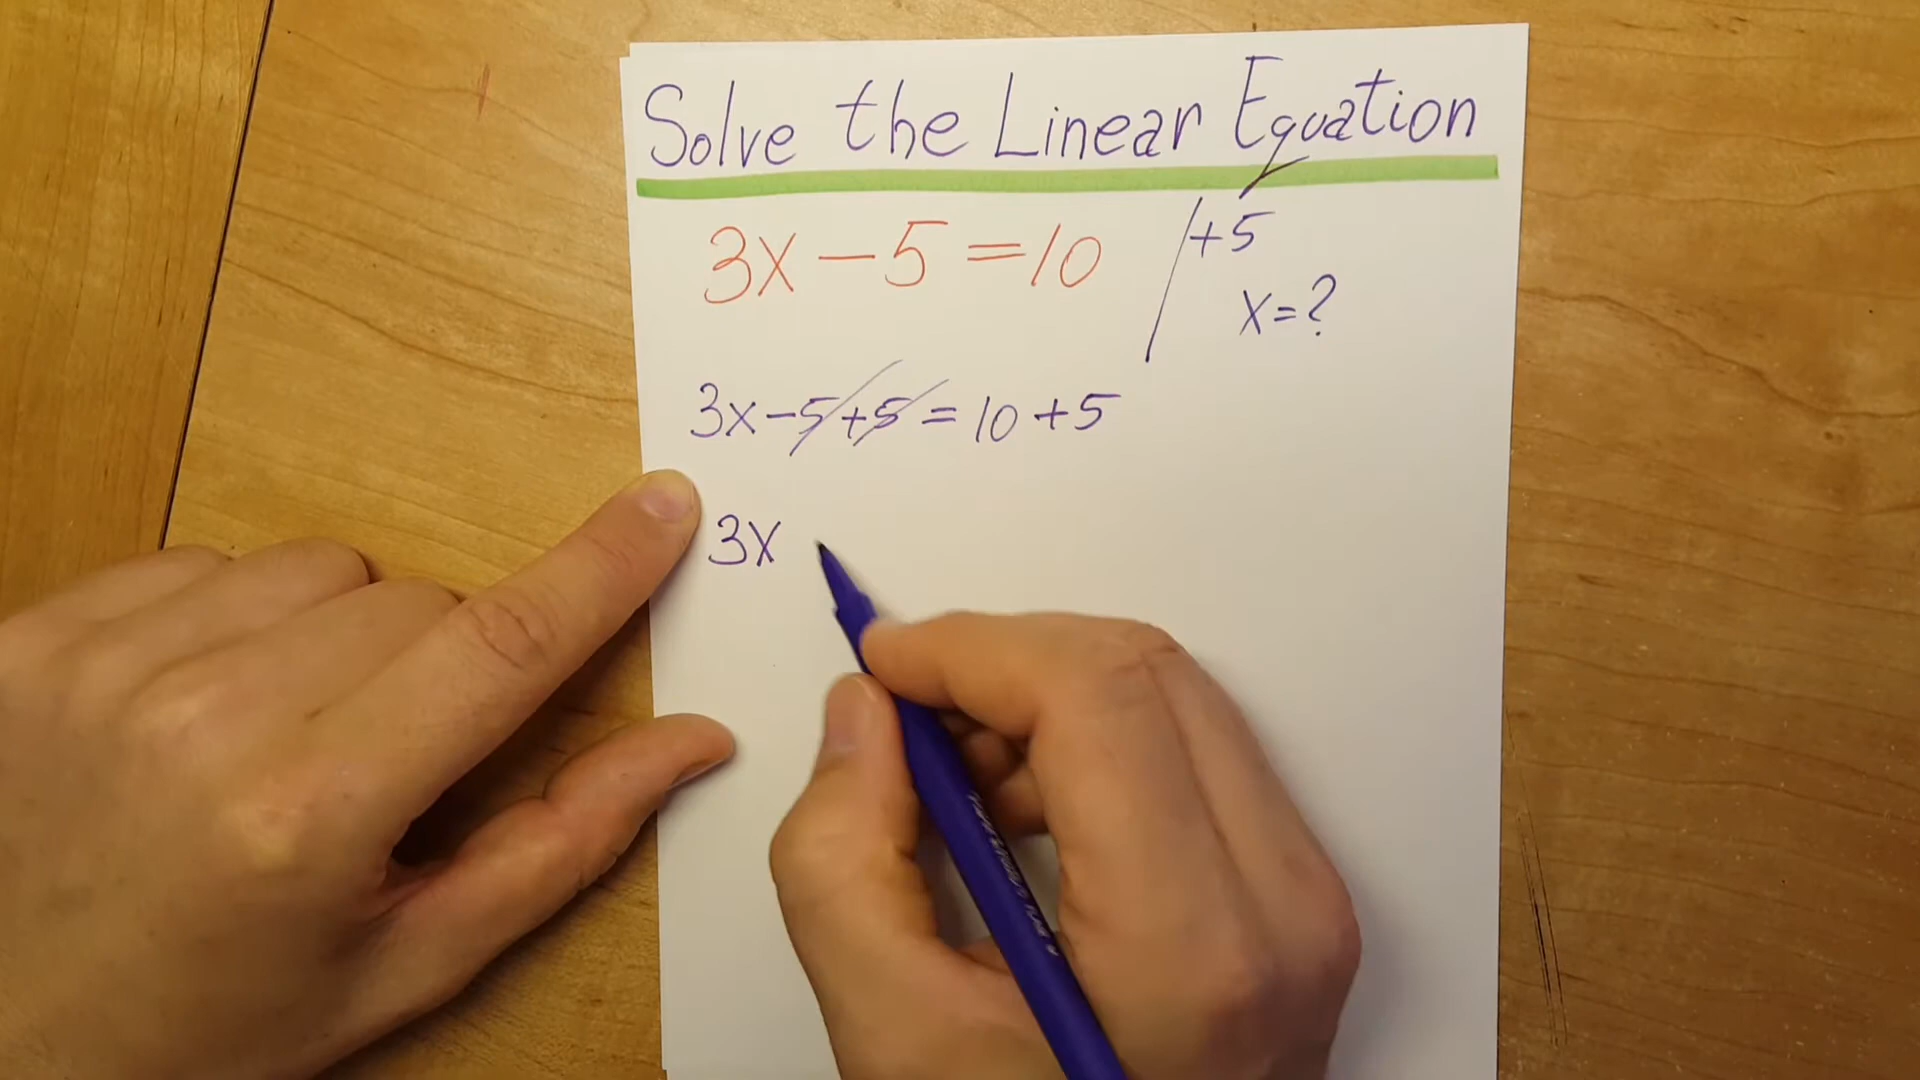 Solve the Linear Equation
3x - 5 = 10
/+5
x = ?
3x - 5 + 5 = 10 + 5
3x